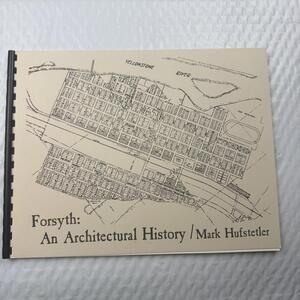 YELLOWSTONE
RIVER
Forsyth:
An Architectural History / Mark Hufstetler